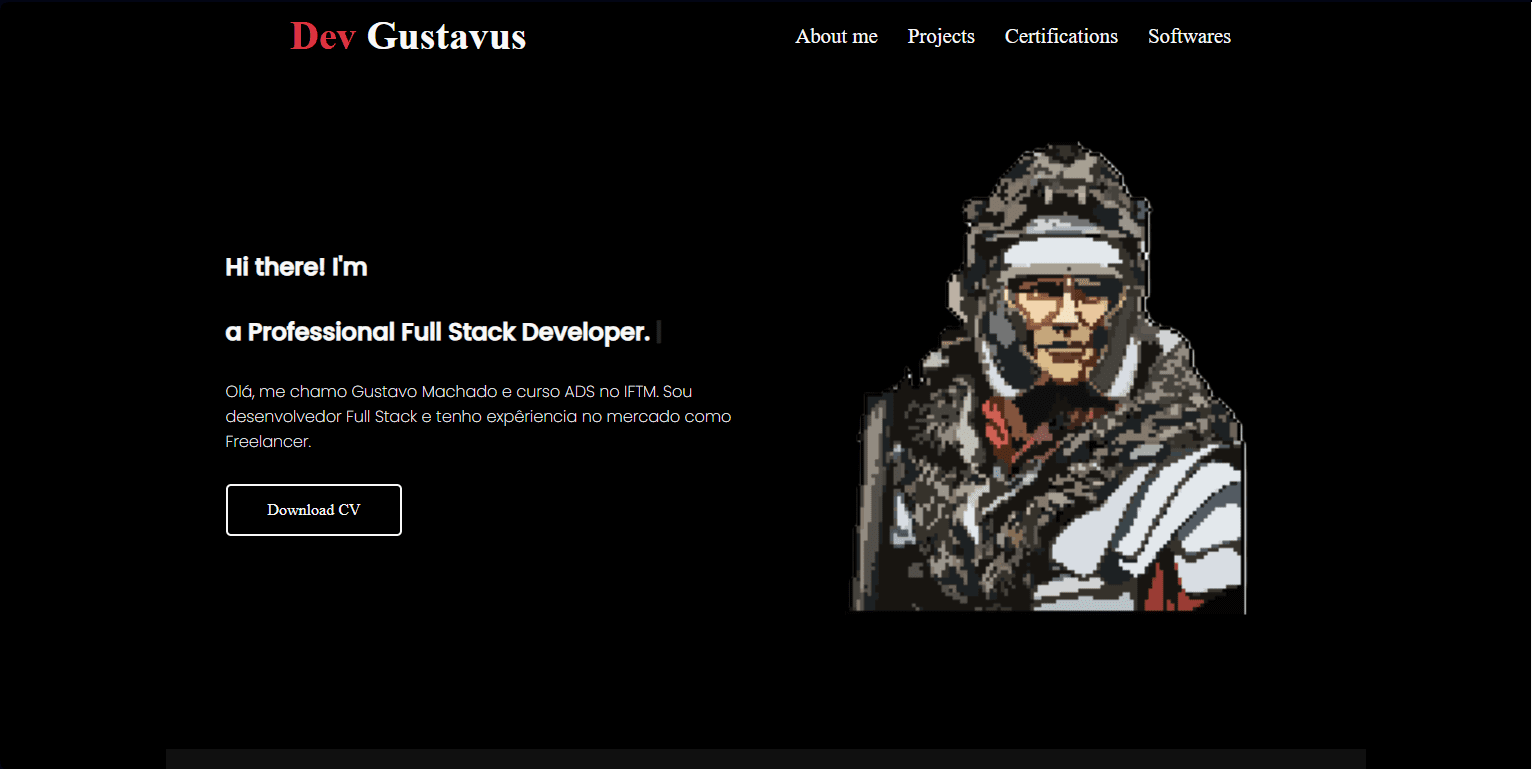 Dev Gustavus
About me
Projects
Certifications
Softwares
Hi there! I'm
a Professional Full Stack Developer.
Olá, me chamo Gustavo Machado e curso ADS no IFTM. Sou
desenvolvedor Full Stack e tenho expêriencia no mercado como
Freelancer.
Download CV